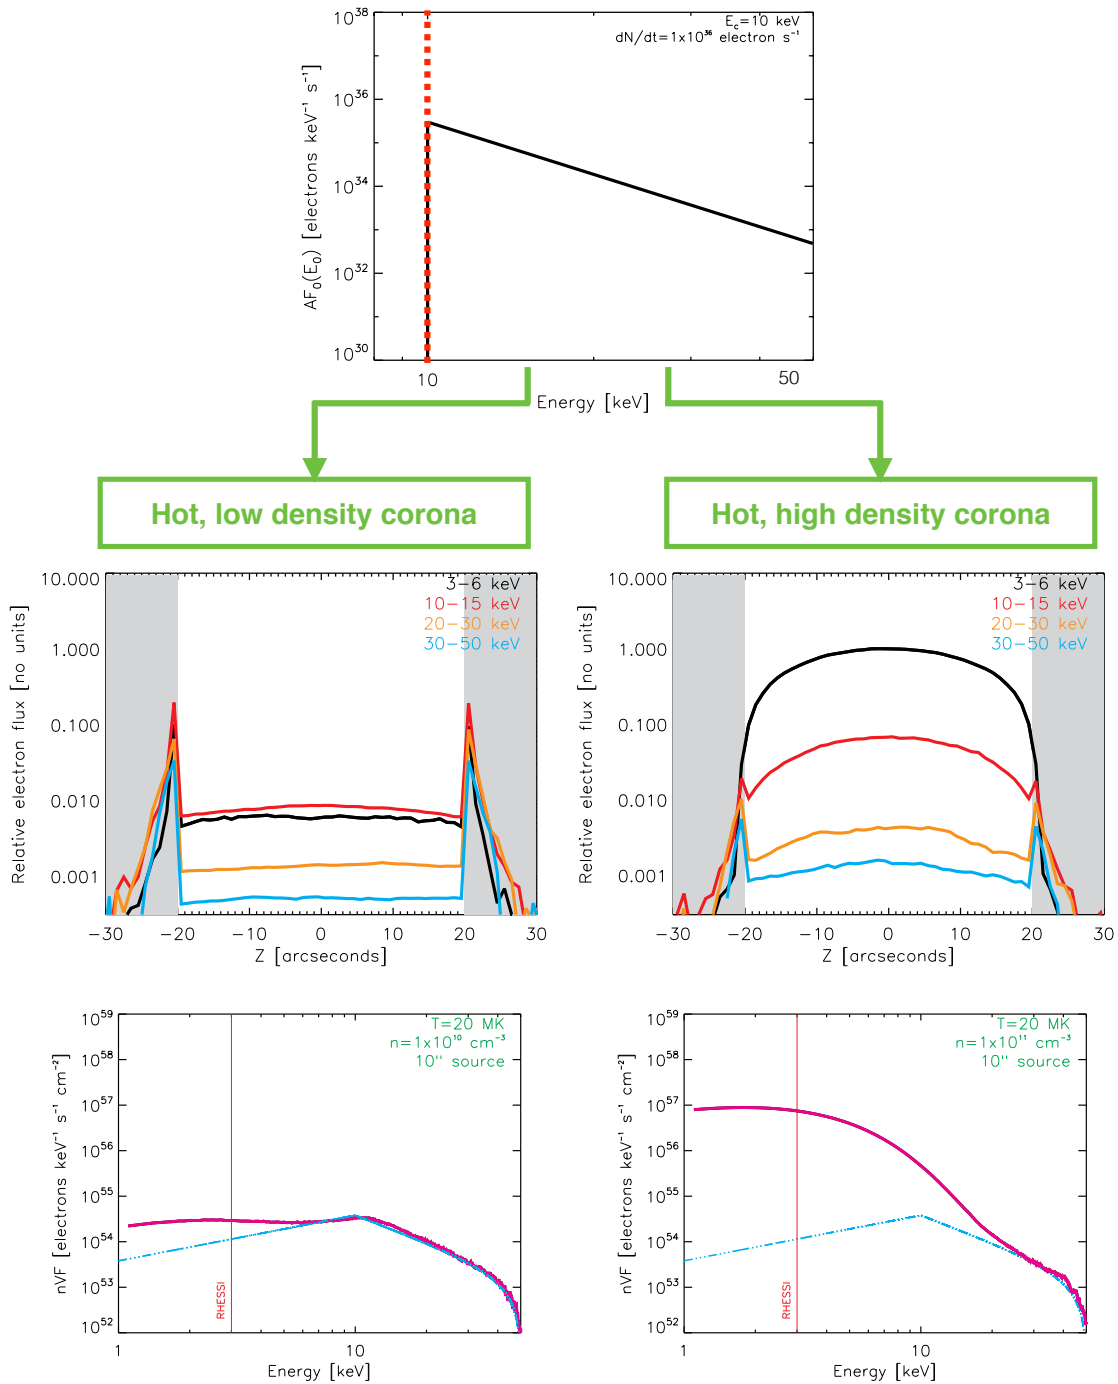 E_c=10 keV
dN/dt=1x10^36 electron s^-1
AF_0(E_0) [electrons keV^-1 s^-1]
10^38
10^36
10^34
10^32
10^30
10
50
Energy [keV]
Hot, low density corona
Hot, high density corona
Relative electron flux [no units]
10.000
1.000
0.100
0.010
0.001
3-6 keV
10-15 keV
20-30 keV
30-50 keV
-30
-20
-10
0
10
20
30
Z [arcseconds]
Relative electron flux [no units]
10.000
1.000
0.100
0.010
0.001
3-6 keV
10-15 keV
20-30 keV
30-50 keV
-30
-20
-10
0
10
20
30
Z [arcseconds]
nVF [electrons keV^-1 s^-1 cm^-2]
10^59
10^58
10^57
10^56
10^55
10^54
10^53
10^52
T=20 MK
n=1x10^10 cm^-3
10" source
RHESSI
1
10
Energy [keV]
nVF [electrons keV^-1 s^-1 cm^-2]
10^59
10^58
10^57
10^56
10^55
10^54
10^53
10^52
T=20 MK
n=1x10^11 cm^-3
10" source
RHESSI
1
10
Energy [keV]